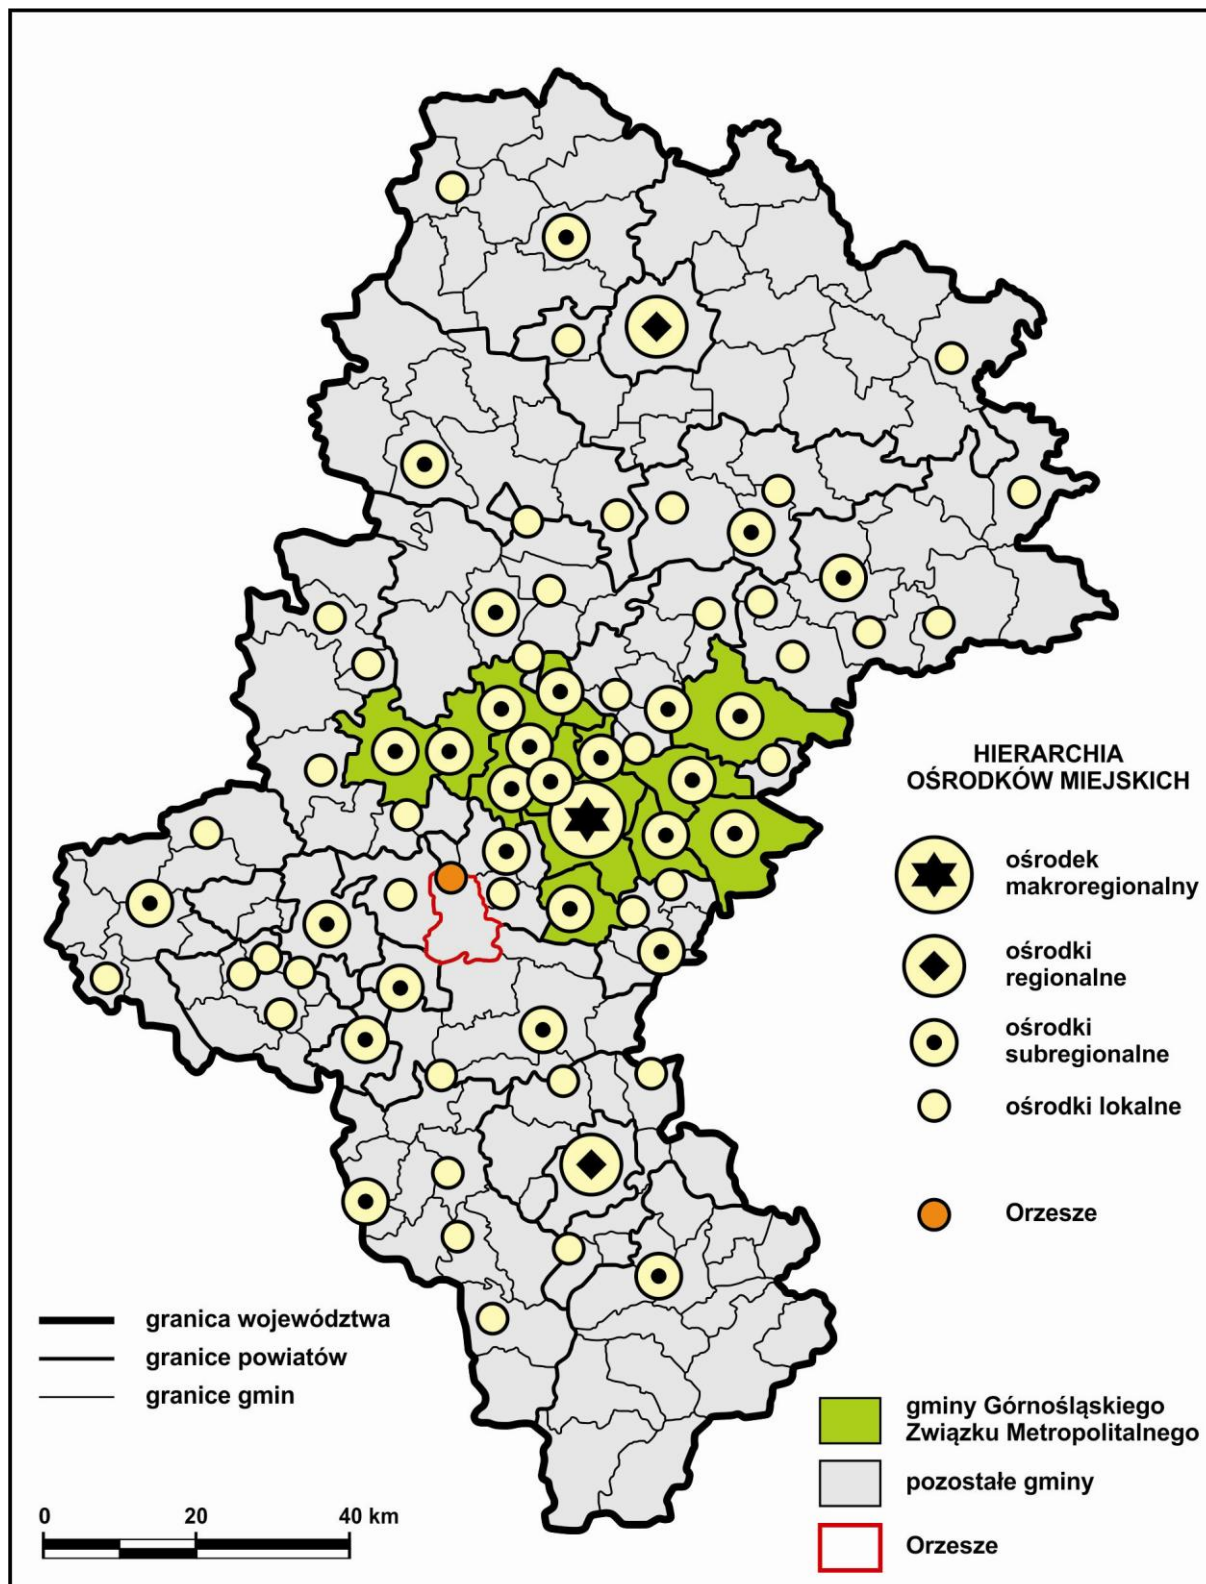 HIERARCHIA
OŚRODKÓW MIEJSKICH
ośrodek
makroregionalny
ośrodki
regionalne
ośrodki
subregionalne
ośrodki lokalne
Orzesze
granica województwa
granice powiatów
granice gmin
gminy Górnośląskiego
Związku Metropolitalnego
pozostałe gminy
Orzesze
0 20 40 km